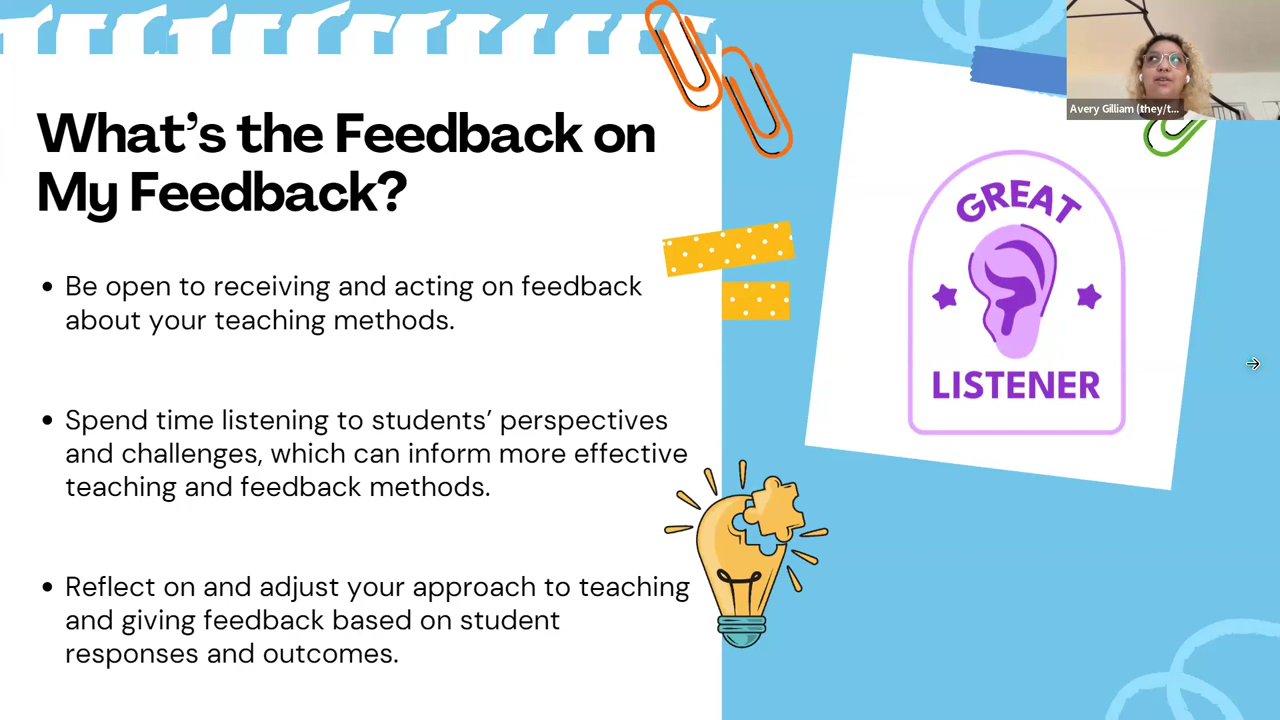 What's the Feedback on
My Feedback?
• Be open to receiving and acting on feedback
about your teaching methods.
• Spend time listening to students' perspectives
and challenges, which can inform more effective
teaching and feedback methods.
• Reflect on and adjust your approach to teaching
and giving feedback based on student
responses and outcomes.
GREAT
LISTENER
Avery Gilliam (they/t...